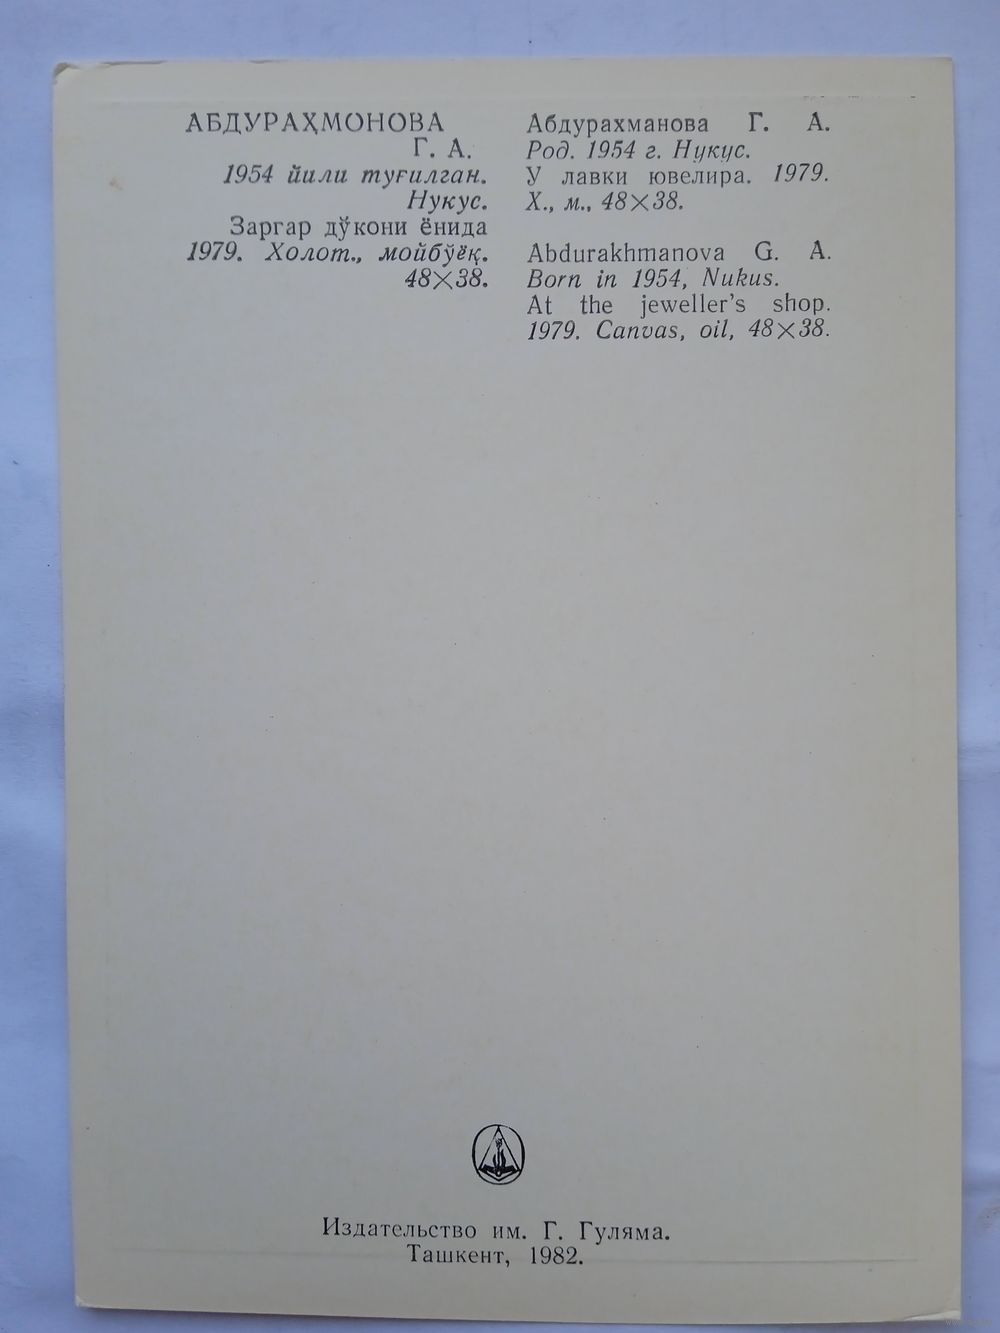 АБДУРАҲМОНОВА
Г. А.
1954 йили туғилган.
Нукус.
Заргар дўкони ёнида
1979. Холот., мойбўёқ.
48×38.
Абдурахманова Г. А.
Род. 1954 г. Нукус.
У лавки ювелира. 1979.
Х., м., 48×38.
Abdurakhmanova G. A.
Born in 1954, Nukus.
At the jeweller's shop.
1979. Canvas, oil, 48×38.
Издательство им. Г. Гуляма.
Ташкент, 1982.